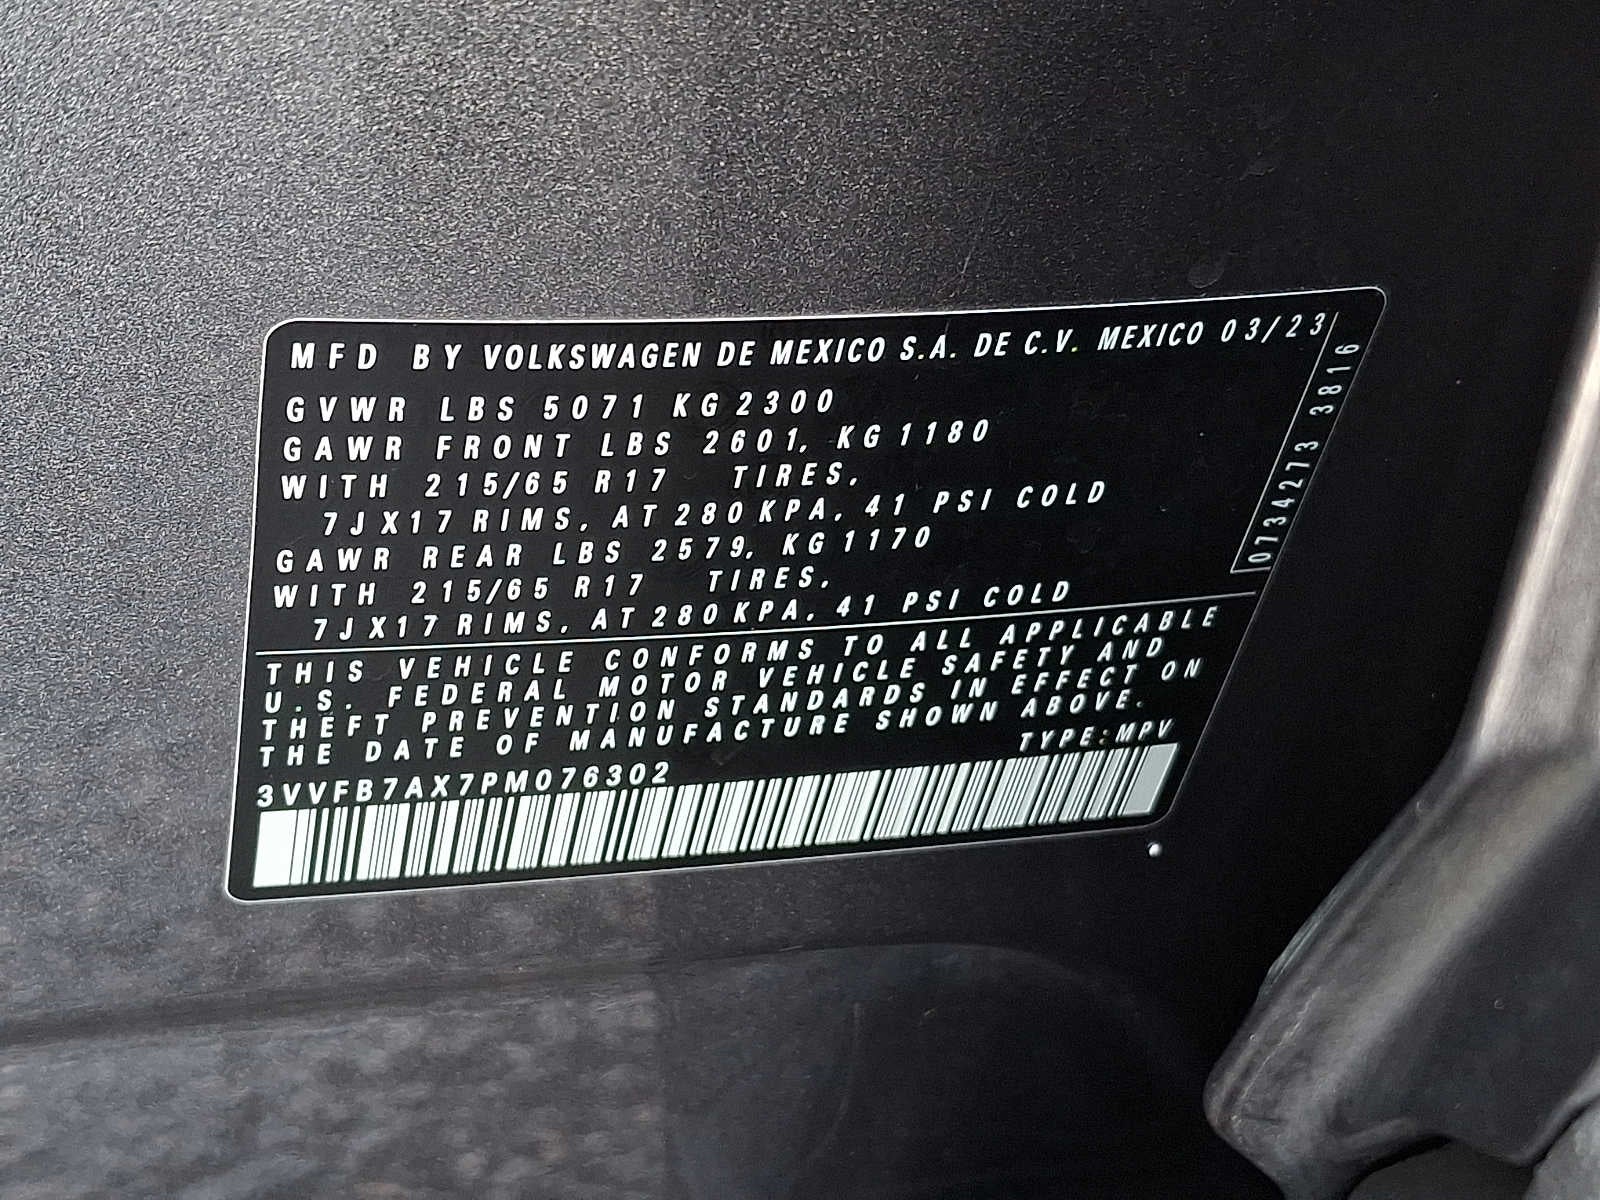 MFD BY VOLKSWAGEN DE MEXICO S.A. DE C.V. MEXICO 03/23
GVWR LBS 5071 KG 2300
GAWR FRONT LBS 2601, KG 1180
WITH 215/65 R17 TIRES,
7JX17 RIMS, AT 280 KPA, 41 PSI COLD
GAWR REAR LBS 2579, KG 1170
WITH 215/65 R17 TIRES,
7JX17 RIMS, AT 280 KPA, 41 PSI COLD
THIS VEHICLE CONFORMS TO ALL APPLICABLE
U.S. FEDERAL MOTOR VEHICLE SAFETY AND
THEFT PREVENTION STANDARDS IN EFFECT ON
THE DATE OF MANUFACTURE SHOWN ABOVE.
TYPE:MPV
3VVFB7AX7PM076302
0734273 3816